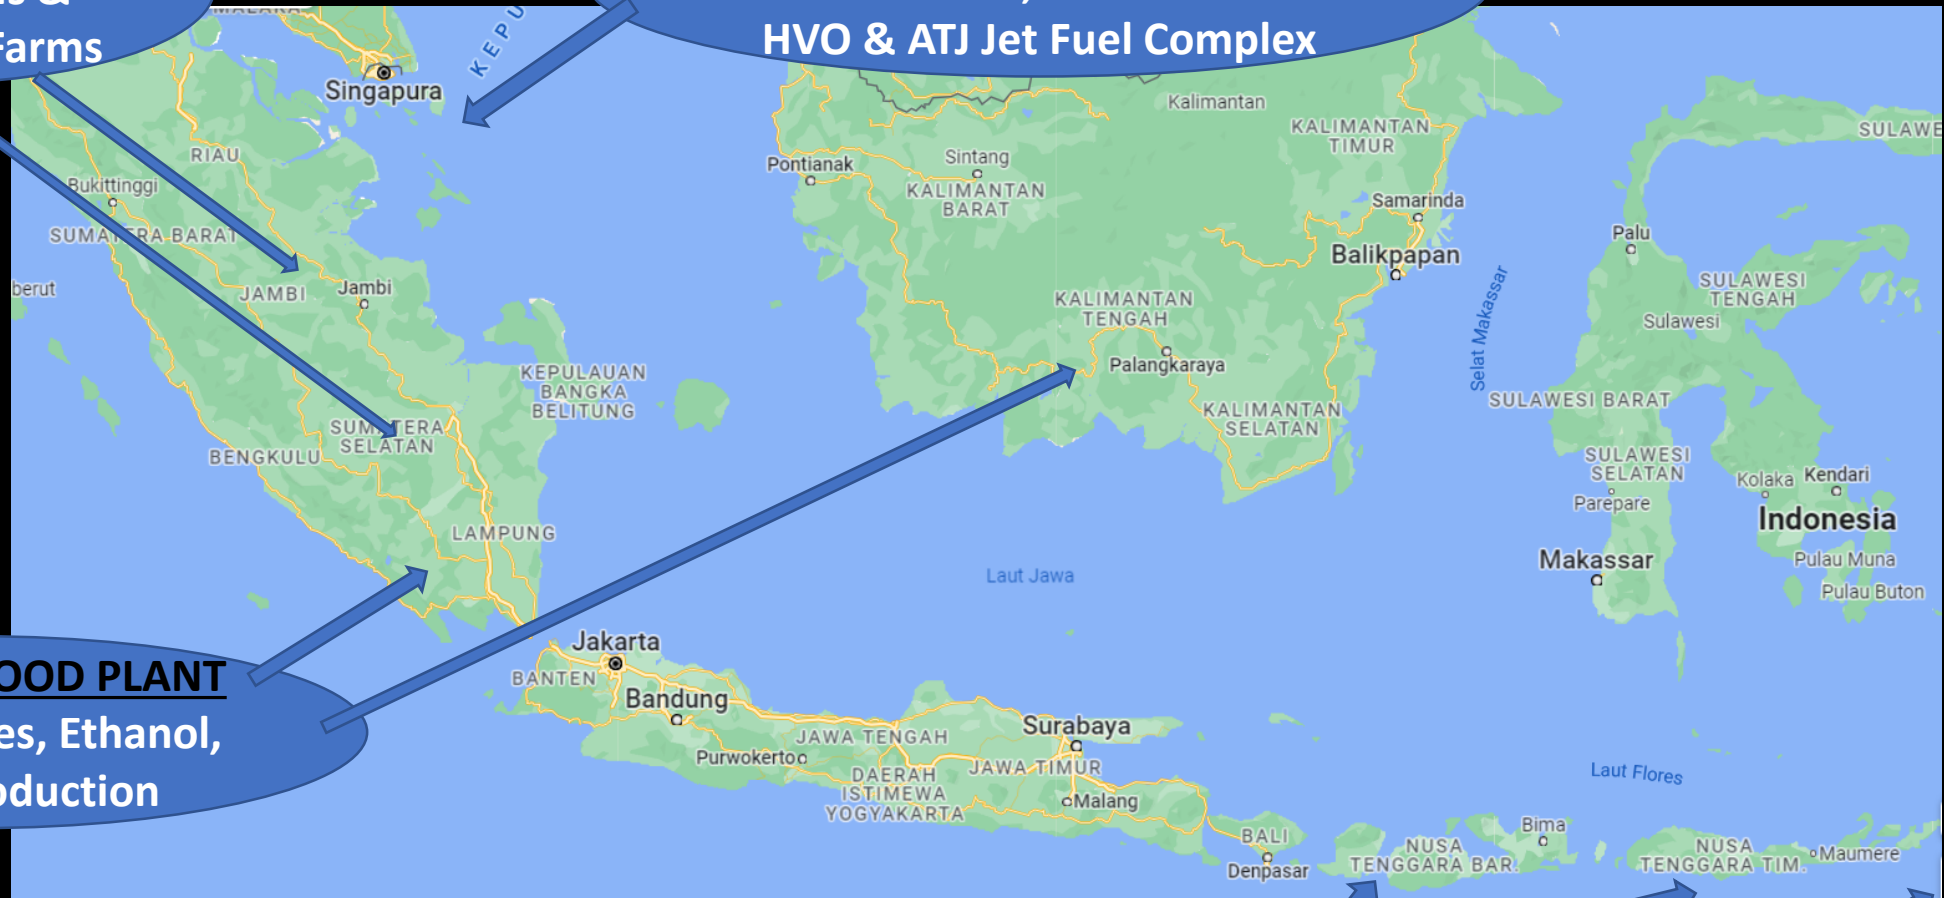 &
Farms
HVO & ATJ Jet Fuel Complex
KEPU
Singapura
Kalimantan
KALIMANTAN
TIMUR
SULAWE
RIAU
Pontianak
Sintang
KALIMANTAN
BARAT
Bukittinggi
Samarinda
SUMATERA BARAT
Palu
Balikpapan
berut
JAMBI
Jambi
KALIMANTAN
TENGAH
SULAWESI
TENGAH
Sulawesi
Selat Makassar
KEPULAUAN
BANGKA
BELITUNG
Palangkaraya
SULAWESI BARAT
KALIMANTAN
SELATAN
SUMATERA
SELATAN
BENGKULU
SULAWESI
SELATAN
Kolaka
Kendari
Parepare
Indonesia
LAMPUNG
Makassar
Pulau Muna
Pulau Buton
Laut Jawa
Jakarta
OOD PLANT
es, Ethanol,
oduction
BANTEN
Bandung
Surabaya
JAWA TENGAH
Purwokerto
DAERAH
ISTIMEWA
YOGYAKARTA
JAWA TIMUR
Malang
Laut Flores
BALI
Denpasar
NUSA
TENGGARA BAR.
Bima
NUSA
TENGGARA TIM.
Maumere